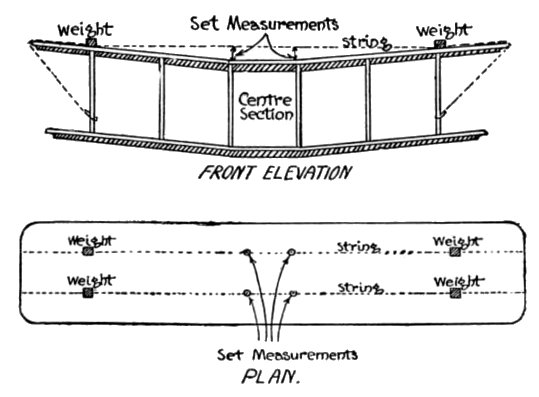 Set Measurements
Weight
string
Weight
Centre
Section
FRONT ELEVATION
Weight
string
Weight
Weight
string
Weight
Set Measurements
PLAN.